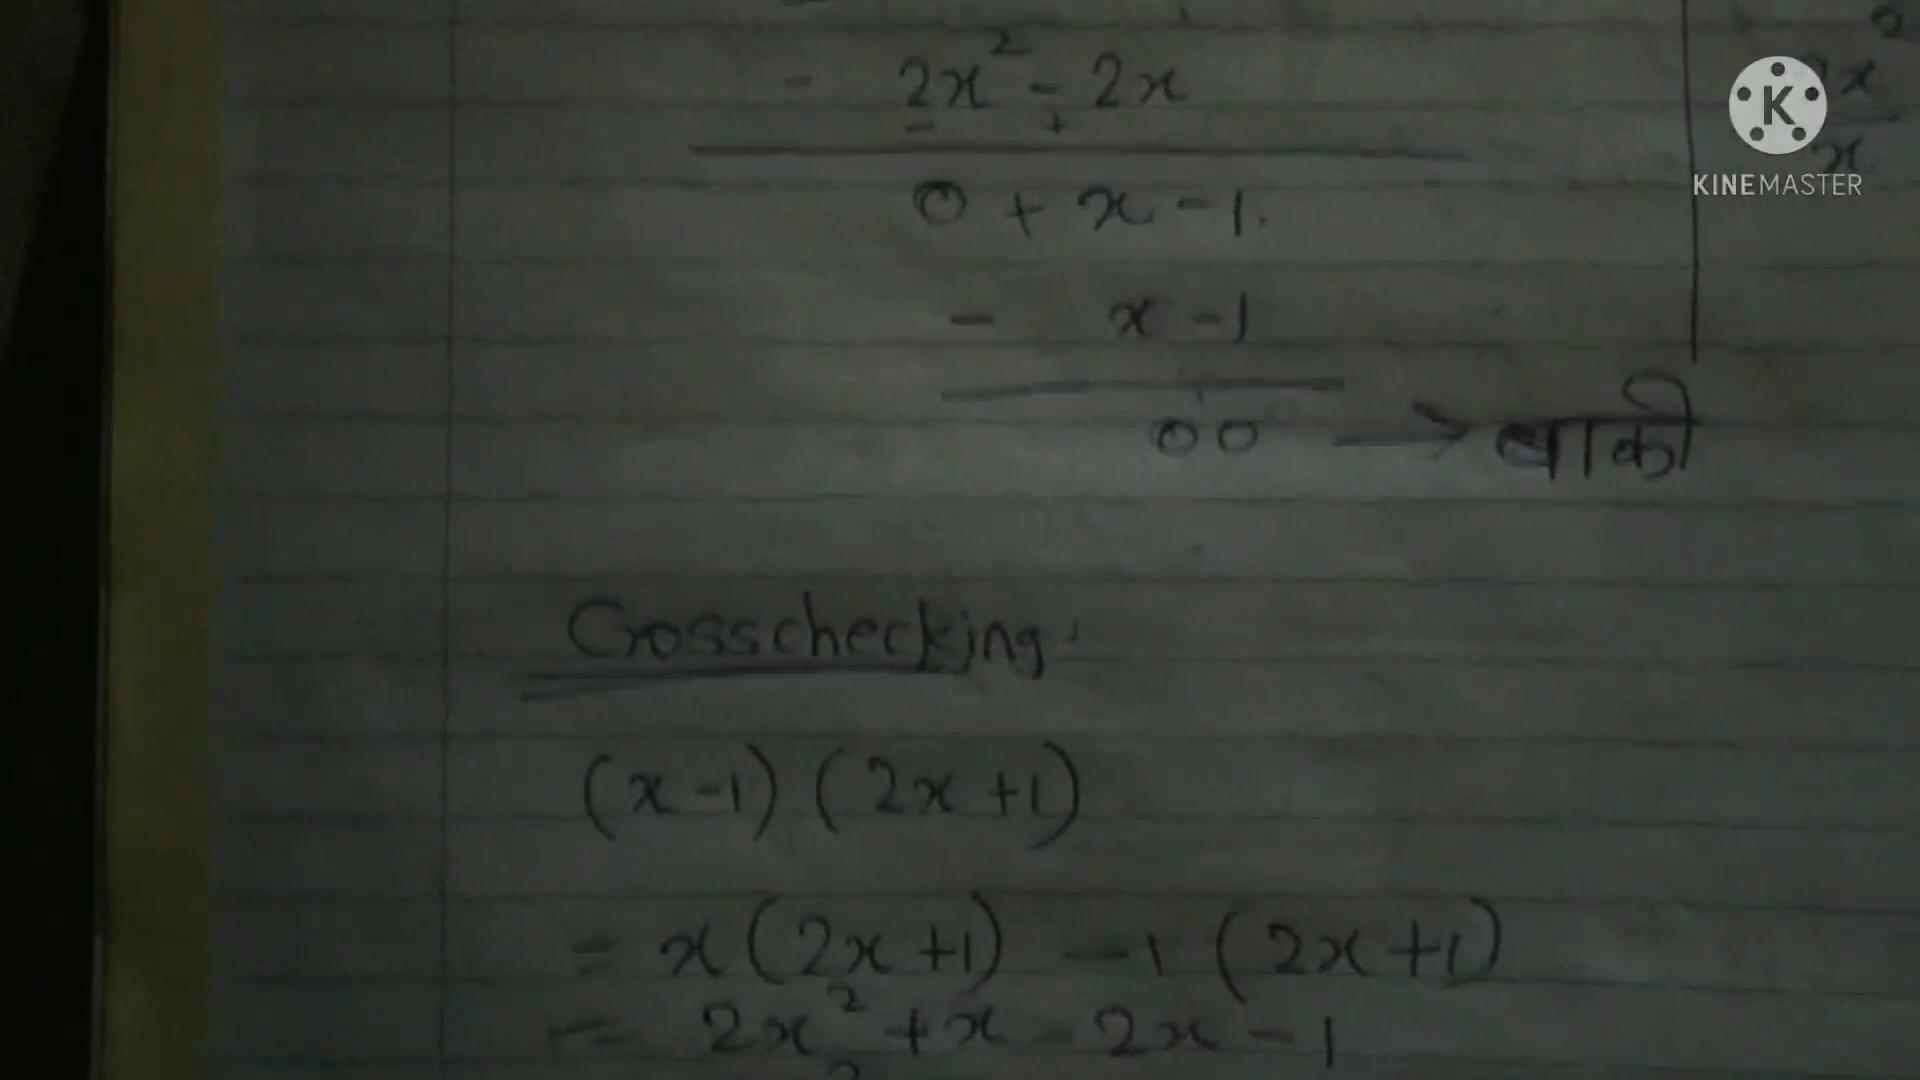 - 2x² - 2x
- +
0 + x - 1.
- x - 1
00 → बाकी
Crosschecking:
(x-1) (2x+1)
= x(2x+1) -1 (2x+1)
= 2x² + x - 2x - 1
2
x
x
K
KINEMASTER